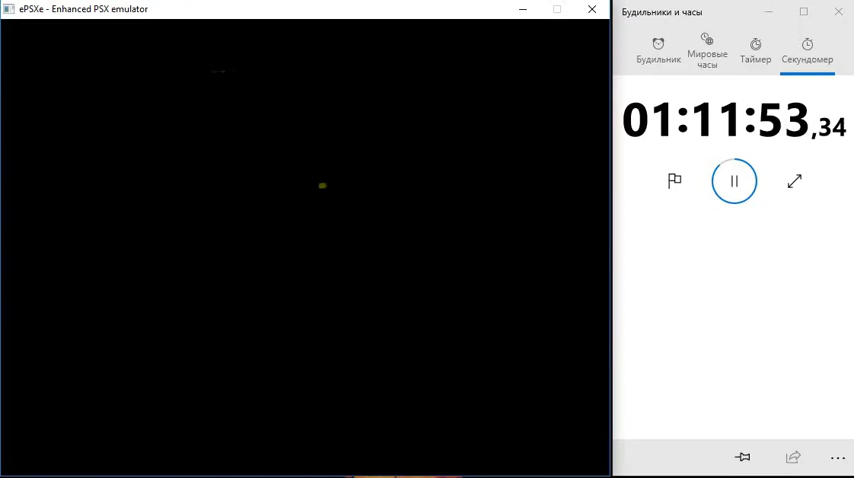 ePSXe - Enhanced PSX emulator
Будильники и часы
Будильник
Мировые
часы
Таймер
Секундомер
01:11:53,34